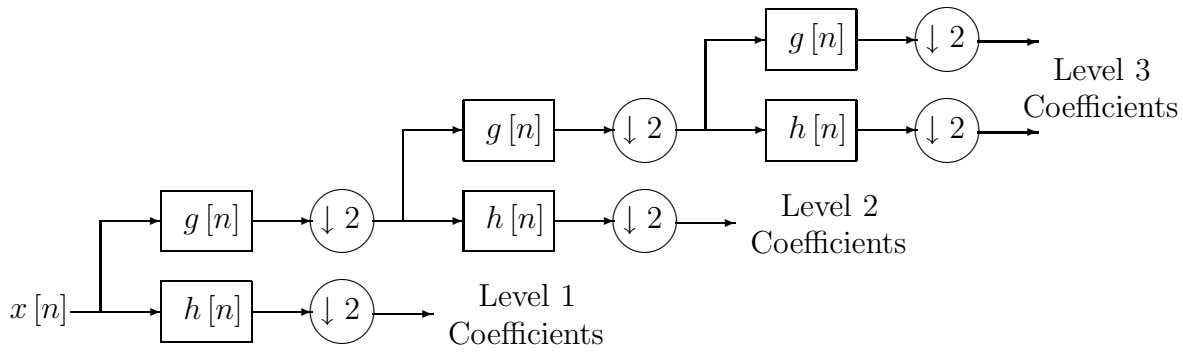 g [n]
↓ 2
Level 3
Coefficients
g [n]
↓ 2
h [n]
↓ 2
g [n]
↓ 2
h [n]
↓ 2
Level 2
Coefficients
x [n]
h [n]
↓ 2
Level 1
Coefficients